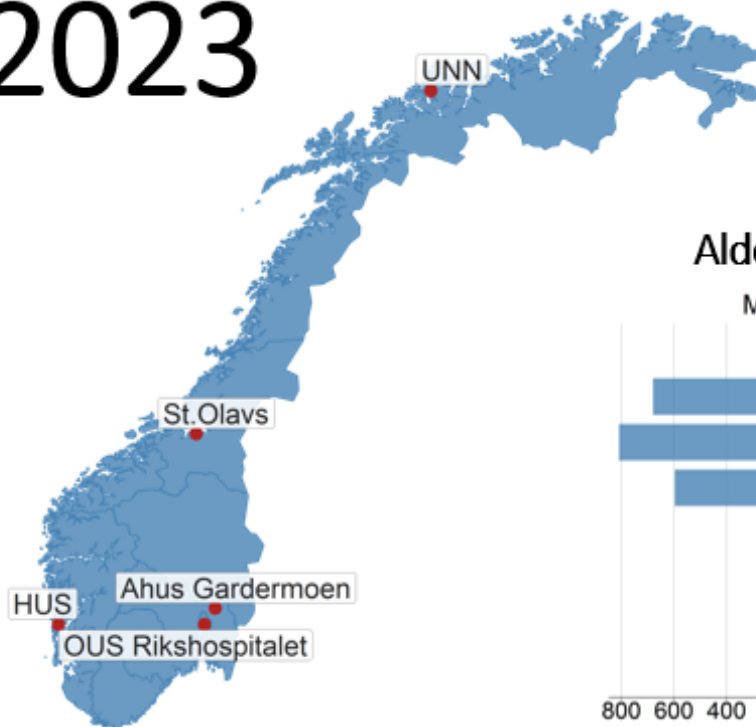 2023
UNN
St.Olavs
Ahus Gardermoen
HUS
OUS Rikshospitalet
800 600 400